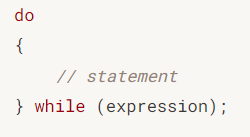 do
{
// statement
} while (expression);